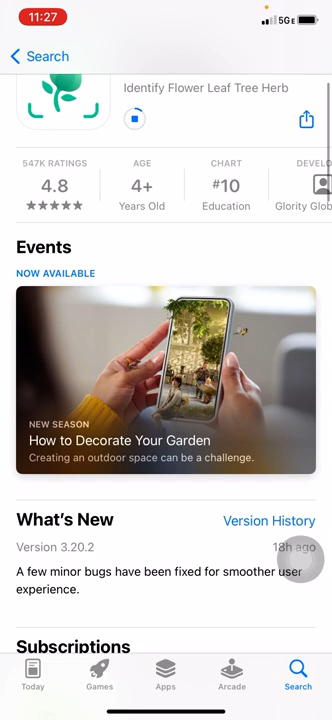 11:27
5GE
Search
Identify Flower Leaf Tree Herb
547K RATINGS
4.8
AGE
4+
Years Old
CHART
#10
Education
DEVELO
Glority Glob
Events
NOW AVAILABLE
NEW SEASON
How to Decorate Your Garden
Creating an outdoor space can be a challenge.
What's New
Version History
Version 3.20.2
18h ago
A few minor bugs have been fixed for smoother user
experience.
Subscriptions
Today
Games
Apps
Arcade
Search